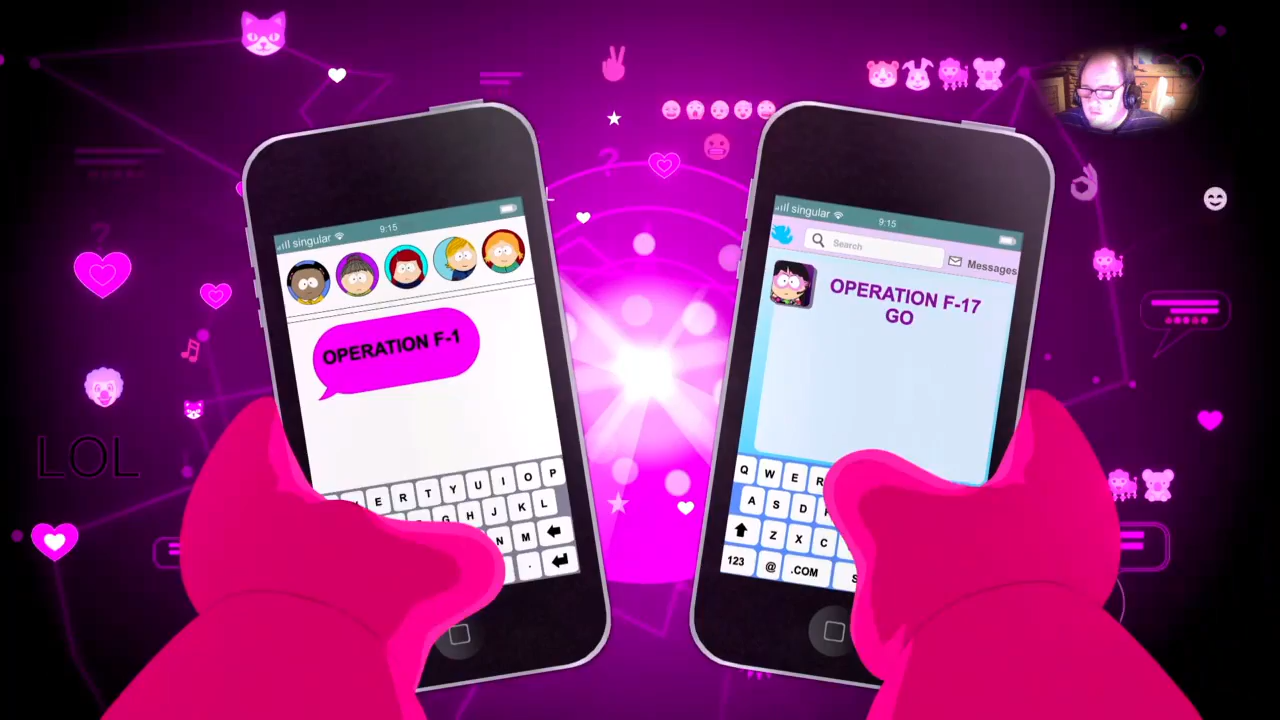 LOL
singular
9:15
OPERATION F-1
E R T Y U I O P
G H J K L
N M
.
singular
9:15
Search
Messages
OPERATION F-17
GO
Q W E R
A S D F
Z X C
123 @ .COM S